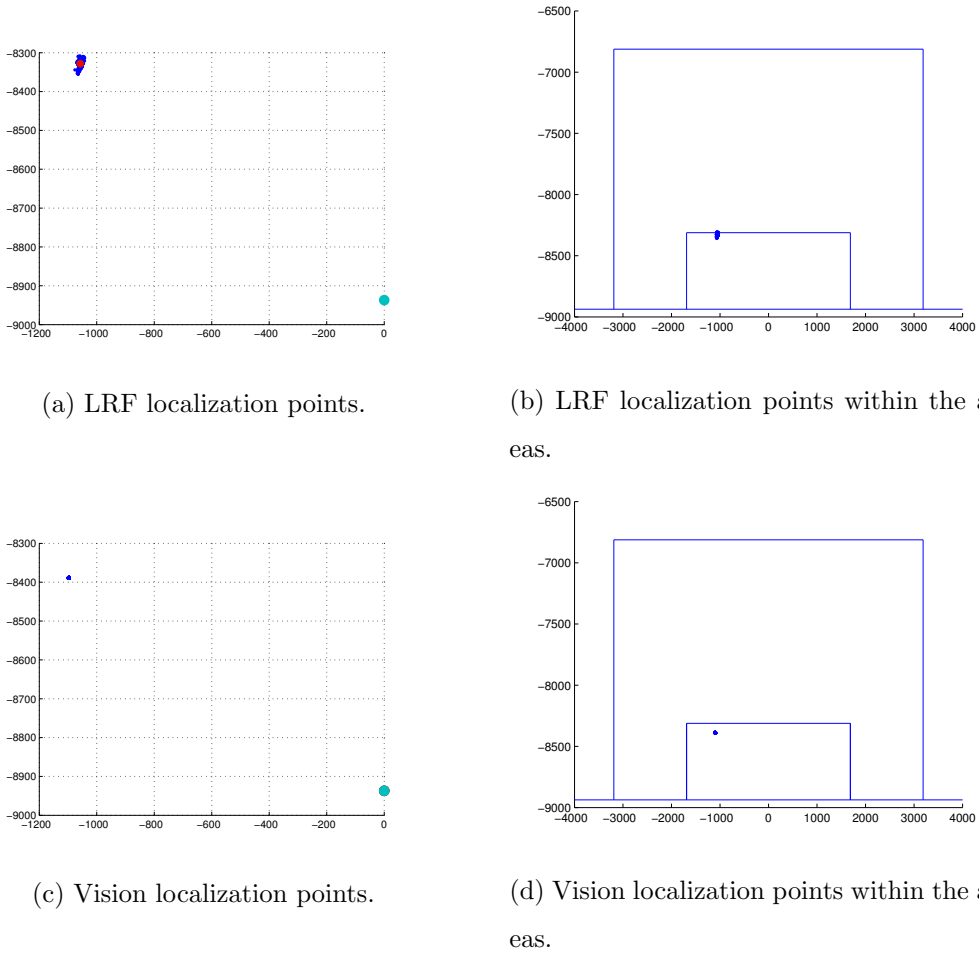 −8300
−8400
−8500
−8600
−8700
−8800
−8900
−9000
−1200 −1000 −800 −600 −400 −200 0
−6500
−7000
−7500
−8000
−8500
−9000
−4000 −3000 −2000 −1000 0 1000 2000 3000 4000
(a) LRF localization points.
(b) LRF localization points within the a
eas.
−8300
−8400
−8500
−8600
−8700
−8800
−8900
−9000
−1200 −1000 −800 −600 −400 −200 0
−6500
−7000
−7500
−8000
−8500
−9000
−4000 −3000 −2000 −1000 0 1000 2000 3000 4000
(c) Vision localization points.
(d) Vision localization points within the a
eas.